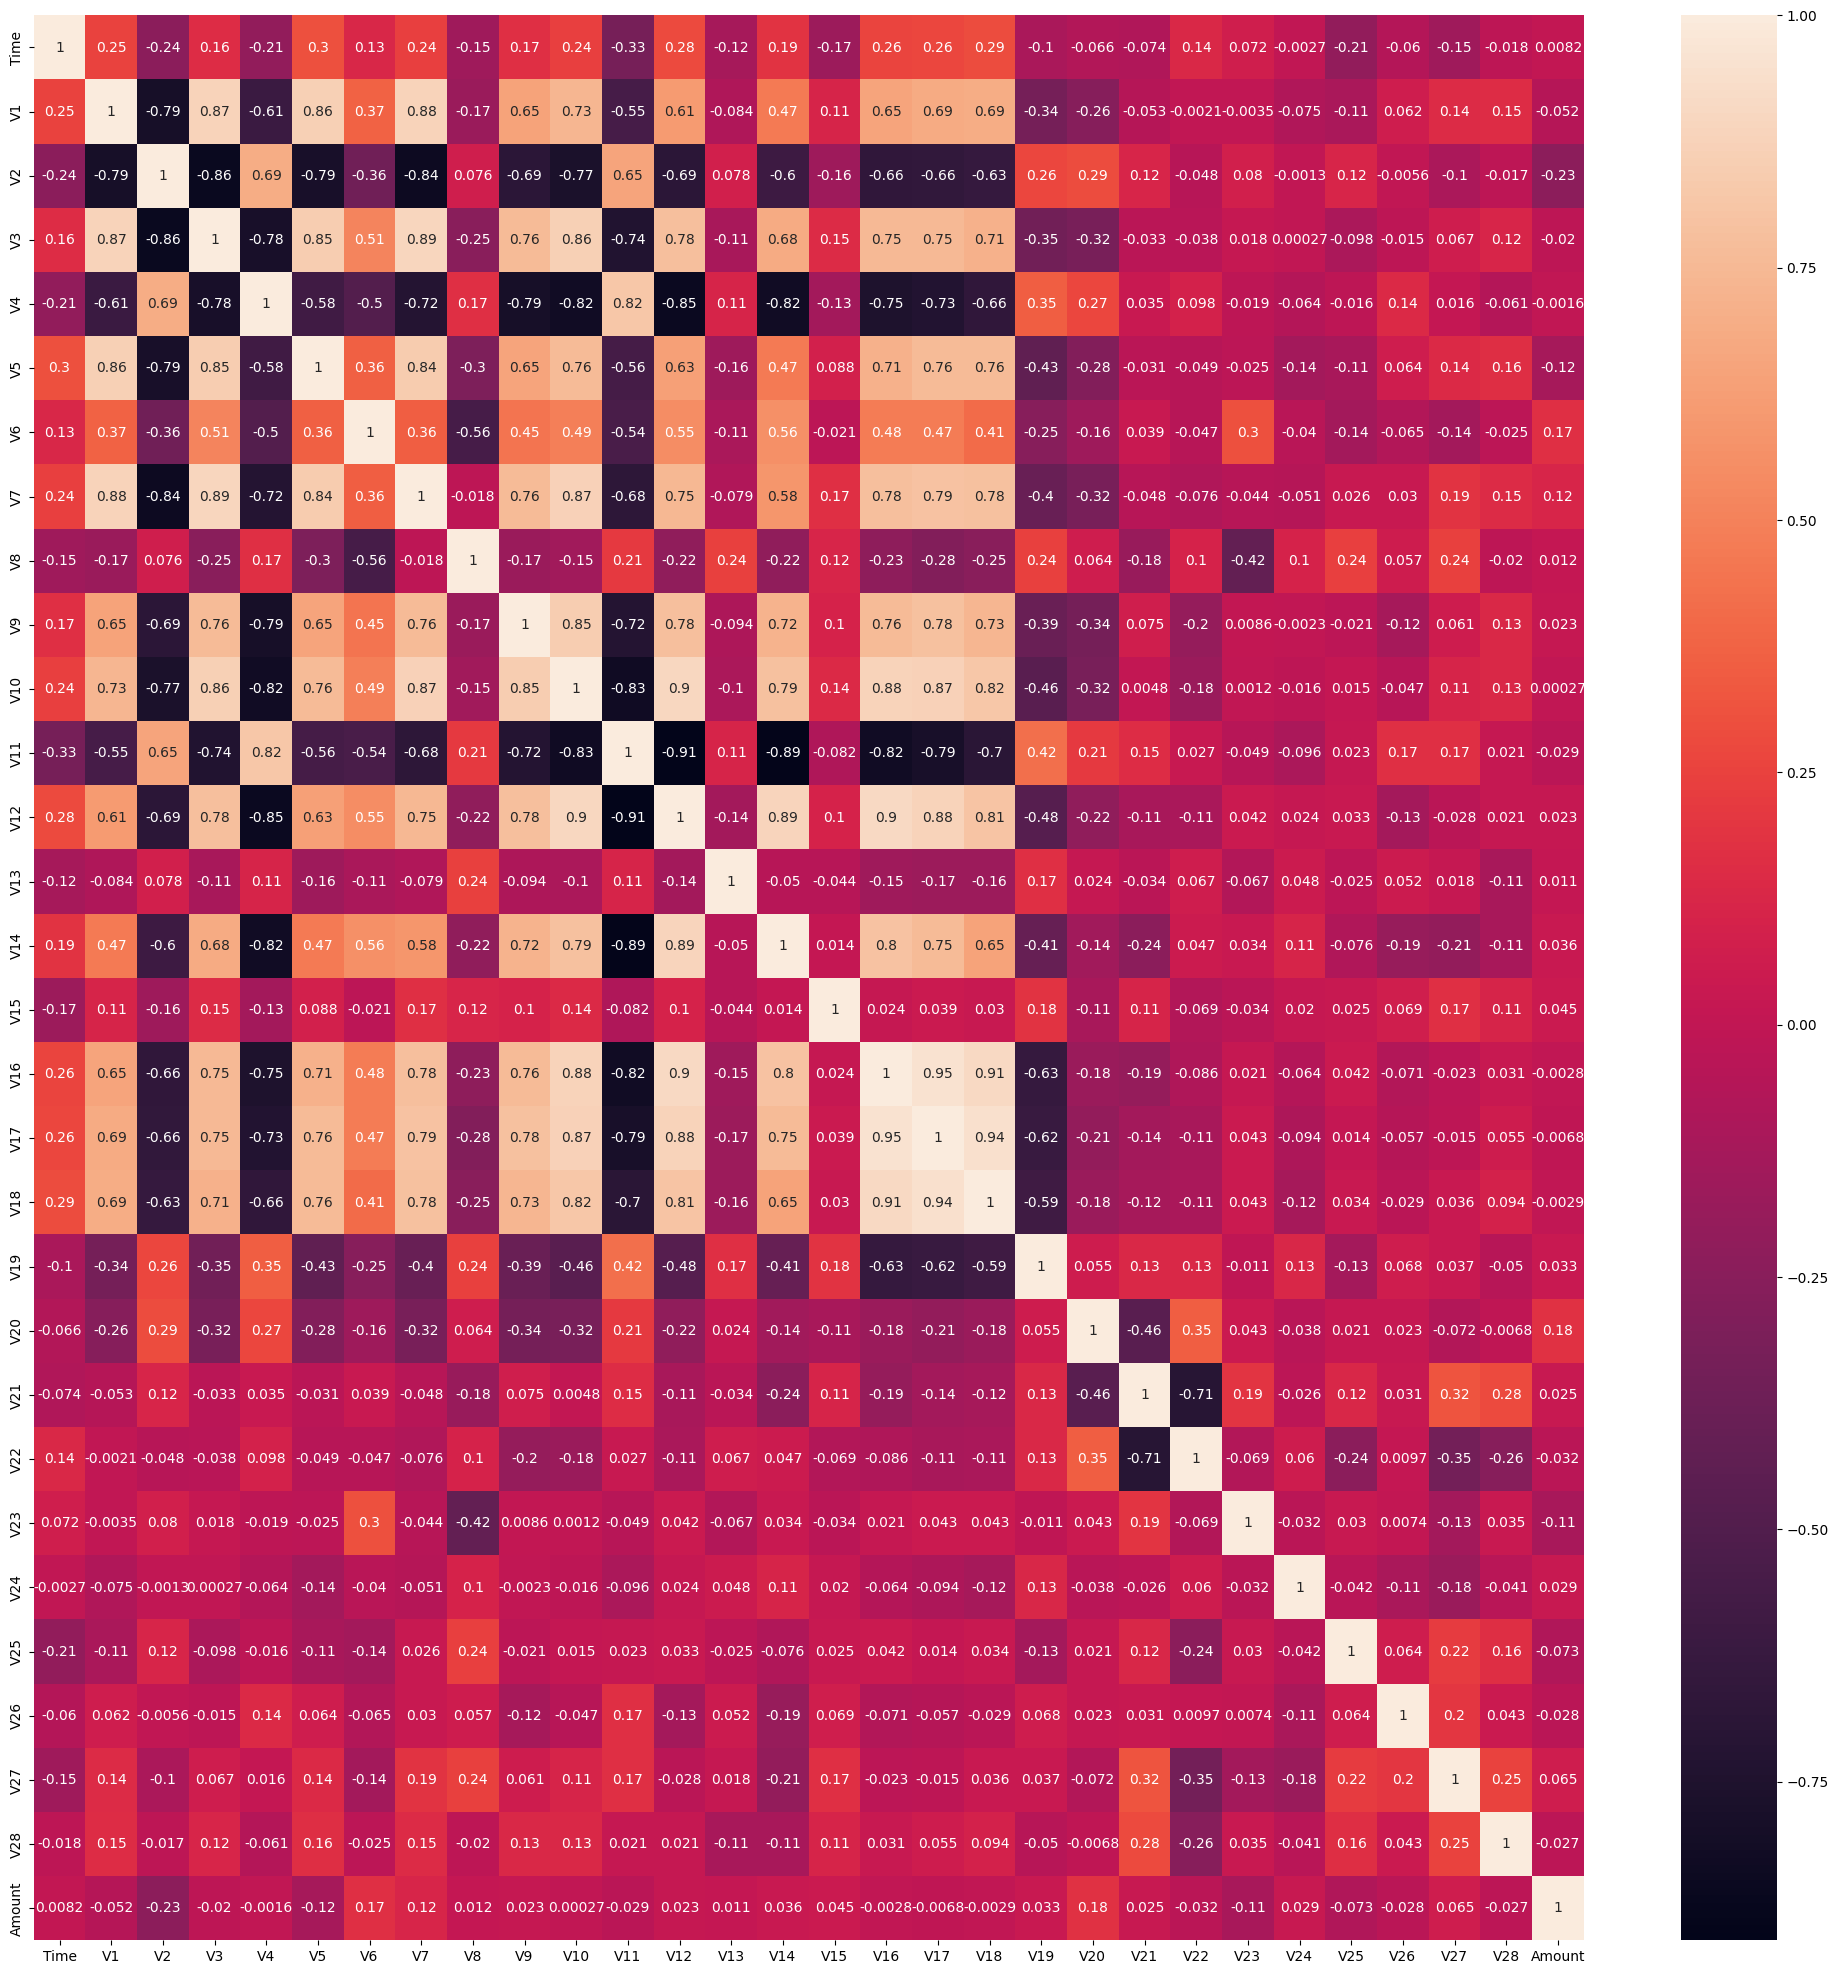 Time 1 0.25 -0.24 0.16 -0.21 0.3 0.13 0.24 -0.15 0.17 0.24 -0.33 0.28 -0.12 0.19 -0.17 0.26 0.26 0.29 -0.1 -0.066 -0.074 0.14 0.072 -0.0027 -0.21 -0.06 -0.15 -0.018 0.0082
V1 0.25 1 -0.79 0.87 -0.61 0.86 0.37 0.88 -0.17 0.65 0.73 -0.55 0.61 -0.084 0.47 0.11 0.65 0.69 0.69 -0.34 -0.26 -0.053 -0.0021 -0.0035 -0.075 -0.11 0.062 0.14 0.15 -0.052
V2 -0.24 -0.79 1 -0.86 0.69 -0.79 -0.36 -0.84 0.076 -0.69 -0.77 0.65 -0.69 0.078 -0.6 -0.16 -0.66 -0.66 -0.63 0.26 0.29 0.12 -0.048 0.08 -0.0013 0.12 -0.0056 -0.1 -0.017 -0.23
V3 0.16 0.87 -0.86 1 -0.78 0.85 0.51 0.89 -0.25 0.76 0.86 -0.74 0.78 -0.11 0.68 0.15 0.75 0.75 0.71 -0.35 -0.32 -0.033 -0.038 0.018 0.00027 -0.098 -0.015 0.067 0.12 -0.02
V4 -0.21 -0.61 0.69 -0.78 1 -0.58 -0.5 -0.72 0.17 -0.79 -0.82 0.82 -0.85 0.11 -0.82 -0.13 -0.75 -0.73 -0.66 0.35 0.27 0.035 0.098 -0.019 -0.064 -0.016 0.14 0.016 -0.061 -0.0016
V5 0.3 0.86 -0.79 0.85 -0.58 1 0.36 0.84 -0.3 0.65 0.76 -0.56 0.63 -0.16 0.47 0.088 0.71 0.76 0.76 -0.43 -0.28 -0.031 -0.049 -0.025 -0.14 -0.11 0.064 0.14 0.16 -0.12
V6 0.13 0.37 -0.36 0.51 -0.5 0.36 1 0.36 -0.56 0.45 0.49 -0.54 0.55 -0.11 0.56 -0.021 0.48 0.47 0.41 -0.25 -0.16 0.039 -0.047 0.3 -0.04 -0.14 -0.065 -0.14 -0.025 0.17
V7 0.24 0.88 -0.84 0.89 -0.72 0.84 0.36 1 -0.018 0.76 0.87 -0.68 0.75 -0.079 0.58 0.17 0.78 0.79 0.78 -0.4 -0.32 -0.048 -0.076 -0.044 -0.051 0.026 0.03 0.19 0.15 0.12
V8 -0.15 -0.17 0.076 -0.25 0.17 -0.3 -0.56 -0.018 1 -0.17 -0.15 0.21 -0.22 0.24 -0.22 0.12 -0.23 -0.28 -0.25 0.24 0.064 -0.18 0.1 -0.42 0.1 0.24 0.057 0.24 -0.02 0.012
V9 0.17 0.65 -0.69 0.76 -0.79 0.65 0.45 0.76 -0.17 1 0.85 -0.72 0.78 -0.094 0.72 0.1 0.76 0.78 0.73 -0.39 -0.34 0.075 -0.2 0.0086 -0.0023 -0.021 -0.12 0.061 0.13 0.023
V10 0.24 0.73 -0.77 0.86 -0.82 0.76 0.49 0.87 -0.15 0.85 1 -0.83 0.9 -0.1 0.79 0.14 0.88 0.87 0.82 -0.46 -0.32 0.0048 -0.18 0.0012 -0.016 0.015 -0.047 0.11 0.13 0.00027
V11 -0.33 -0.55 0.65 -0.74 0.82 -0.56 -0.54 -0.68 0.21 -0.72 -0.83 1 -0.91 0.11 -0.89 -0.082 -0.82 -0.79 -0.7 0.42 0.21 0.15 0.027 -0.049 -0.096 0.023 0.17 0.17 0.021 -0.029
V12 0.28 0.61 -0.69 0.78 -0.85 0.63 0.55 0.75 -0.22 0.78 0.9 -0.91 1 -0.14 0.89 0.1 0.9 0.88 0.81 -0.48 -0.22 -0.11 -0.11 0.042 0.024 0.033 -0.13 -0.028 0.021 0.023
V13 -0.12 -0.084 0.078 -0.11 0.11 -0.16 -0.11 -0.079 0.24 -0.094 -0.1 0.11 -0.14 1 -0.05 -0.044 -0.15 -0.17 -0.16 0.17 0.024 -0.034 0.067 -0.067 0.048 -0.025 0.052 0.018 -0.11 0.011
V14 0.19 0.47 -0.6 0.68 -0.82 0.47 0.56 0.58 -0.22 0.72 0.79 -0.89 0.89 -0.05 1 0.014 0.8 0.75 0.65 -0.41 -0.14 -0.24 0.047 0.034 0.11 -0.076 -0.19 -0.21 -0.11 0.036
V15 -0.17 0.11 -0.16 0.15 -0.13 0.088 -0.021 0.17 0.12 0.1 0.14 -0.082 0.1 -0.044 0.014 1 0.024 0.039 0.03 0.18 -0.11 0.11 -0.069 -0.034 0.02 0.025 0.069 0.17 0.11 0.045
V16 0.26 0.65 -0.66 0.75 -0.75 0.71 0.48 0.78 -0.23 0.76 0.88 -0.82 0.9 -0.15 0.8 0.024 1 0.95 0.91 -0.63 -0.18 -0.19 -0.086 0.021 -0.064 0.042 -0.071 -0.023 0.031 -0.0028
V17 0.26 0.69 -0.66 0.75 -0.73 0.76 0.47 0.79 -0.28 0.78 0.87 -0.79 0.88 -0.17 0.75 0.039 0.95 1 0.94 -0.62 -0.21 -0.14 -0.11 0.043 -0.094 0.014 -0.057 -0.015 0.055 -0.0068
V18 0.29 0.69 -0.63 0.71 -0.66 0.76 0.41 0.78 -0.25 0.73 0.82 -0.7 0.81 -0.16 0.65 0.03 0.91 0.94 1 -0.59 -0.18 -0.12 -0.11 0.043 -0.12 0.034 -0.029 0.036 0.094 -0.0029
V19 -0.1 -0.34 0.26 -0.35 0.35 -0.43 -0.25 -0.4 0.24 -0.39 -0.46 0.42 -0.48 0.17 -0.41 0.18 -0.63 -0.62 -0.59 1 0.055 0.13 0.13 -0.011 0.13 -0.13 0.068 0.037 -0.05 0.033
V20 -0.066 -0.26 0.29 -0.32 0.27 -0.28 -0.16 -0.32 0.064 -0.34 -0.32 0.21 -0.22 0.024 -0.14 -0.11 -0.18 -0.21 -0.18 0.055 1 -0.46 0.35 0.043 -0.038 0.021 0.023 -0.072 -0.0068 0.18
V21 -0.074 -0.053 0.12 -0.033 0.035 -0.031 0.039 -0.048 -0.18 0.075 0.0048 0.15 -0.11 -0.034 -0.24 0.11 -0.19 -0.14 -0.12 0.13 -0.46 1 -0.71 0.19 -0.026 0.12 0.031 0.32 0.28 0.025
V22 0.14 -0.0021 -0.048 -0.038 0.098 -0.049 -0.047 -0.076 0.1 -0.2 -0.18 0.027 -0.11 0.067 0.047 -0.069 -0.086 -0.11 -0.11 0.13 0.35 -0.71 1 -0.069 0.06 -0.24 0.0097 -0.35 -0.26 -0.032
V23 0.072 -0.0035 0.08 0.018 -0.019 -0.025 0.3 -0.044 -0.42 0.0086 0.0012 -0.049 0.042 -0.067 0.034 -0.034 0.021 0.043 0.043 -0.011 0.043 0.19 -0.069 1 -0.032 0.03 0.0074 -0.13 0.035 -0.11
V24 -0.0027 -0.075 -0.0013 0.00027 -0.064 -0.14 -0.04 -0.051 0.1 -0.0023 -0.016 -0.096 0.024 0.048 0.11 0.02 -0.064 -0.094 -0.12 0.13 -0.038 -0.026 0.06 -0.032 1 -0.042 -0.11 -0.18 -0.041 0.029
V25 -0.21 -0.11 0.12 -0.098 -0.016 -0.11 -0.14 0.026 0.24 -0.021 0.015 0.023 0.033 -0.025 -0.076 0.025 0.042 0.014 0.034 -0.13 0.021 0.12 -0.24 0.03 -0.042 1 0.064 0.22 0.16 -0.073
V26 -0.06 0.062 -0.0056 -0.015 0.14 0.064 -0.065 0.03 0.057 -0.12 -0.047 0.17 -0.13 0.052 -0.19 0.069 -0.071 -0.057 -0.029 0.068 0.023 0.031 0.0097 0.0074 -0.11 0.064 1 0.2 0.043 -0.028
V27 -0.15 0.14 -0.1 0.067 0.016 0.14 -0.14 0.19 0.24 0.061 0.11 0.17 -0.028 0.018 -0.21 0.17 -0.023 -0.015 0.036 0.037 -0.072 0.32 -0.35 -0.13 -0.18 0.22 0.2 1 0.25 0.065
V28 -0.018 0.15 -0.017 0.12 -0.061 0.16 -0.025 0.15 -0.02 0.13 0.13 0.021 0.021 -0.11 -0.11 0.11 0.031 0.055 0.094 -0.05 -0.0068 0.28 -0.26 0.035 -0.041 0.16 0.043 0.25 1 -0.027
Amount 0.0082 -0.052 -0.23 -0.02 -0.0016 -0.12 0.17 0.12 0.012 0.023 0.00027 -0.029 0.023 0.011 0.036 0.045 -0.0028 -0.0068 -0.0029 0.033 0.18 0.025 -0.032 -0.11 0.029 -0.073 -0.028 0.065 -0.027 1
Time V1 V2 V3 V4 V5 V6 V7 V8 V9 V10 V11 V12 V13 V14 V15 V16 V17 V18 V19 V20 V21 V22 V23 V24 V25 V26 V27 V28 Amount
1.00
0.75
0.50
0.25
0.00
−0.25
−0.50
−0.75